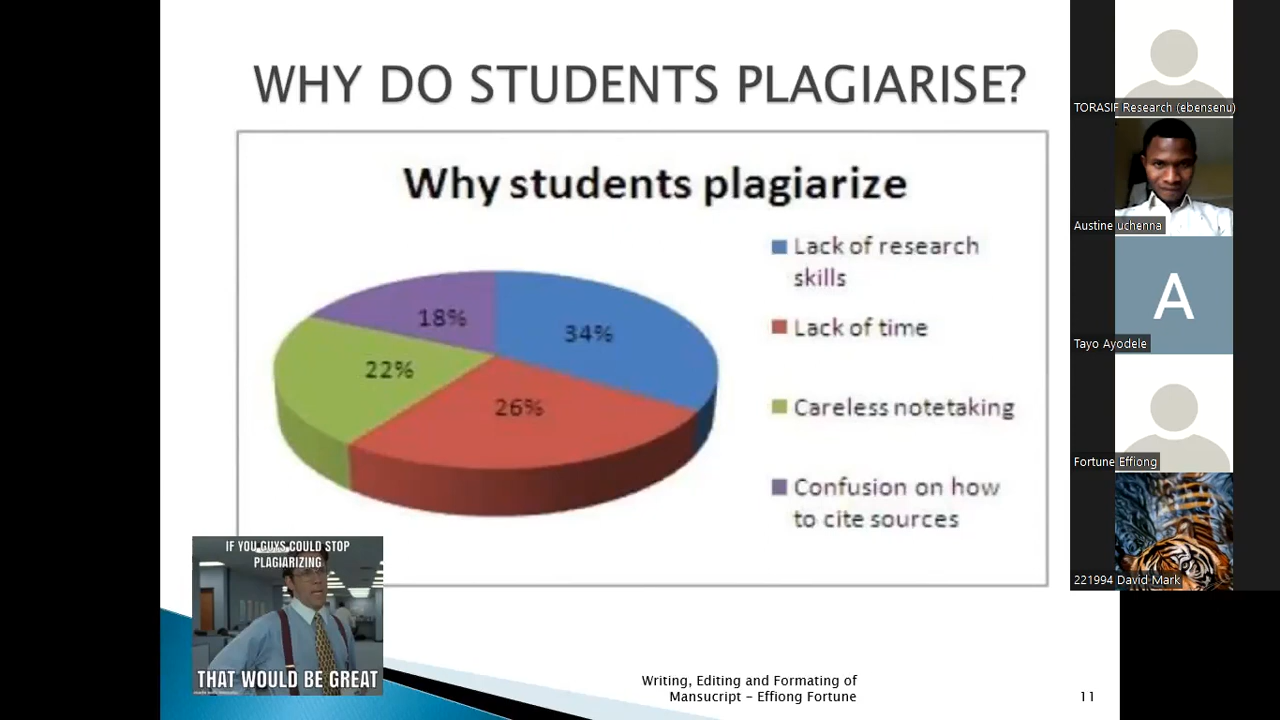 WHY DO STUDENTS PLAGIARISE?
Why students plagiarize
Lack of research
skills
Lack of time
Careless notetaking
Confusion on how
to cite sources
18%
34%
22%
26%
IF YOU GUYS COULD STOP
PLAGIARIZING
THAT WOULD BE GREAT
Writing, Editing and Formating of
Mansucript – Effiong Fortune
11
TORASIF Research (ebensenu)
Austine uchenna
A
Tayo Ayodele
Fortune Effiong
221994 David Mark